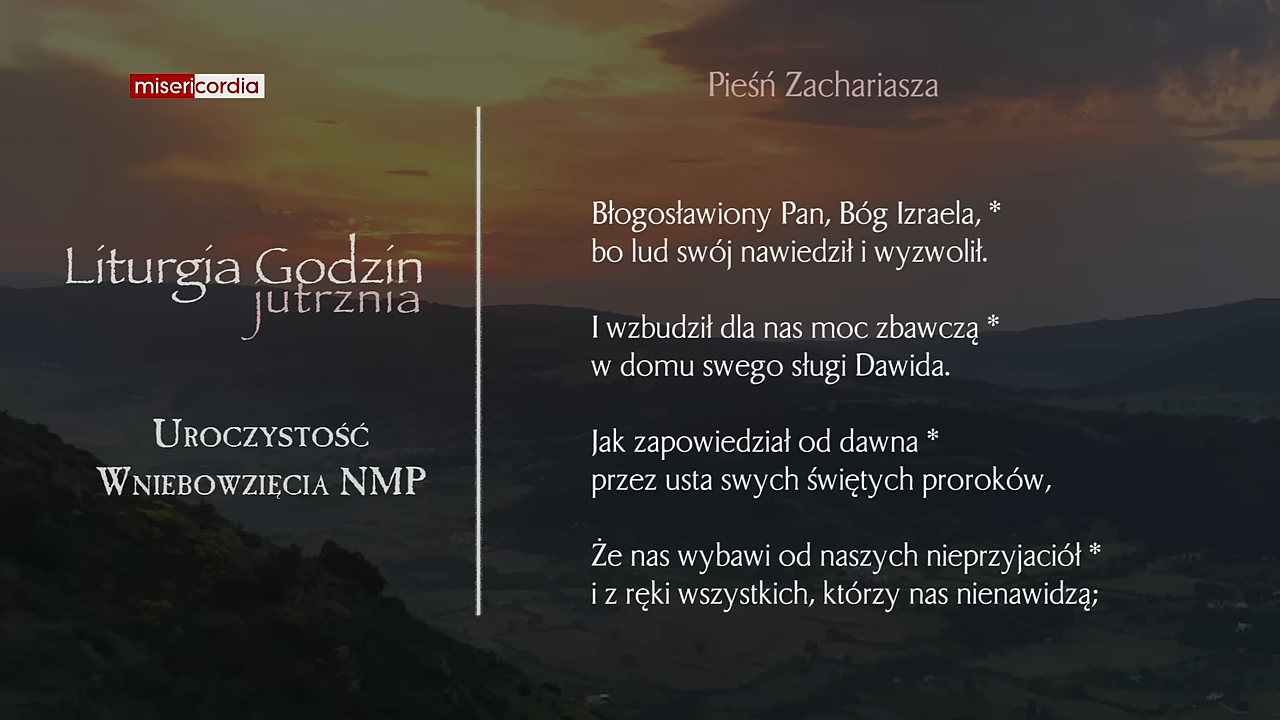 misericordia
Liturgia Godzin
jutrznia
Uroczystość
Wniebowzięcia NMP
Pieśń Zachariasza
Błogosławiony Pan, Bóg Izraela, *
bo lud swój nawiedził i wyzwolił.
I wzbudził dla nas moc zbawczą *
w domu swego sługi Dawida.
Jak zapowiedział od dawna *
przez usta swych świętych proroków,
Że nas wybawi od naszych nieprzyjaciół *
i z ręki wszystkich, którzy nas nienawidzą;